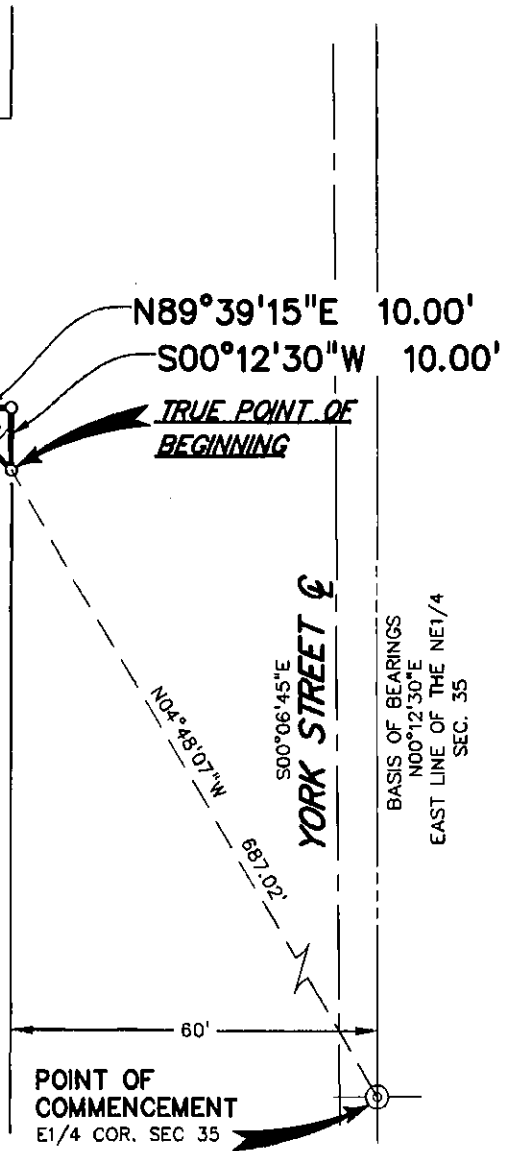 N89°39'15"E 10.00'
S00°12'30"W 10.00'
TRUE POINT OF
BEGINNING
N04°48'07"W 687.02'
S00°06'45"E
YORK STREET ℄
BASIS OF BEARINGS
N00°12'30"E
EAST LINE OF THE NE1/4
SEC. 35
60'
POINT OF
COMMENCEMENT
E1/4 COR. SEC 35